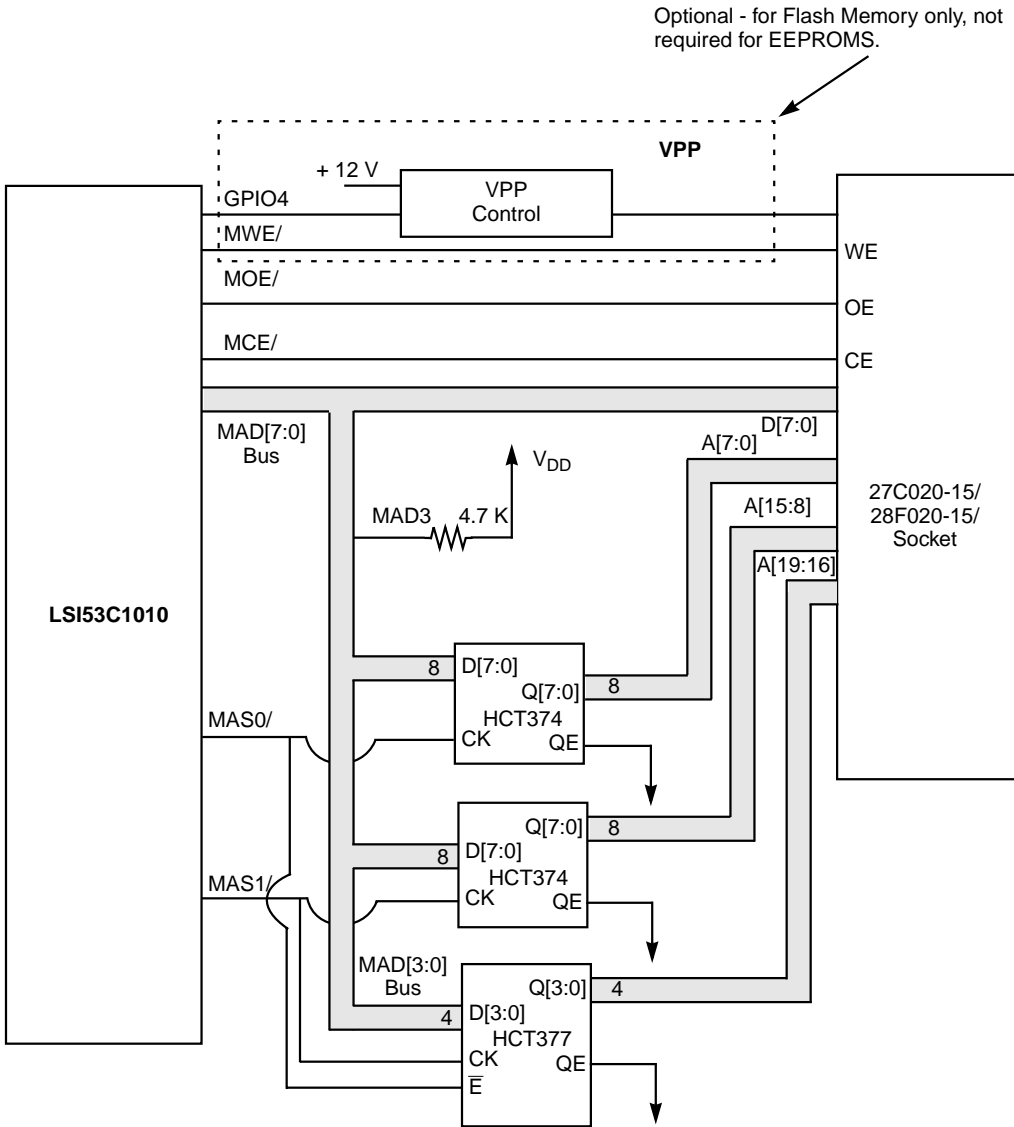 Optional - for Flash Memory only, not
required for EEPROMS.
VPP
+ 12 V
VPP
Control
GPIO4
MWE/
WE
MOE/
OE
MCE/
CE
MAD[7:0]
Bus
D[7:0]
A[7:0]
VDD
MAD3
4.7 K
A[15:8]
A[19:16]
27C020-15/
28F020-15/
Socket
LSI53C1010
8
D[7:0]
Q[7:0]
8
HCT374
CK
QE
MAS0/
Q[7:0]
8
8
D[7:0]
HCT374
CK
QE
MAS1/
MAD[3:0]
Bus
Q[3:0]
4
4
D[3:0]
HCT377
CK
QE
E̅